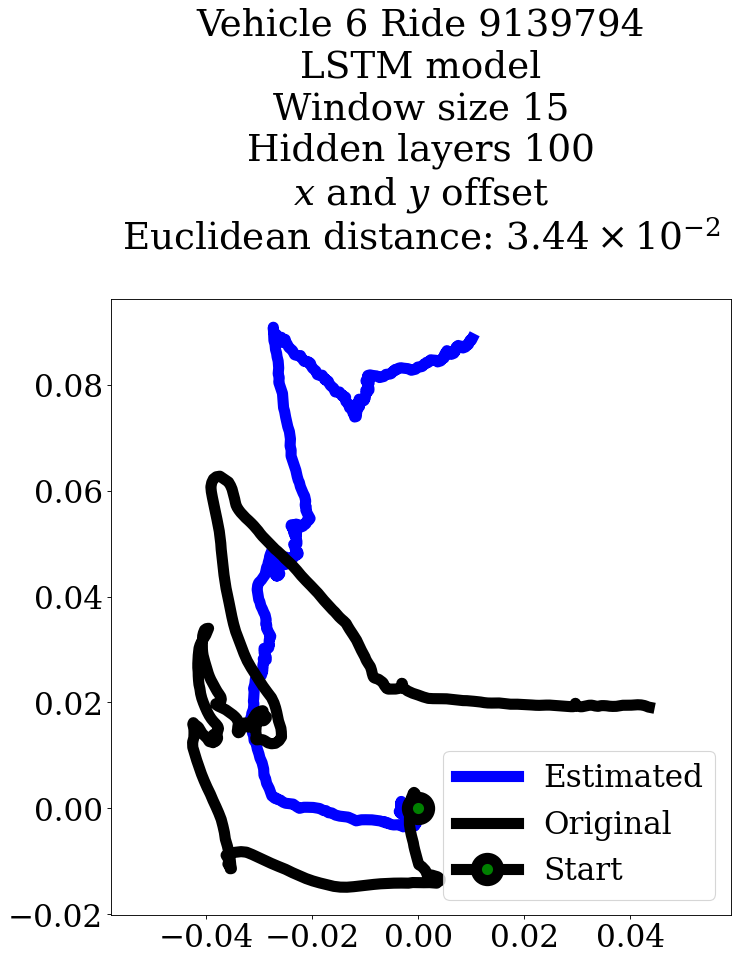 Vehicle 6 Ride 9139794
LSTM model
Window size 15
Hidden layers 100
x and y offset
Euclidean distance: 3.44 × 10⁻²
0.08
0.06
0.04
0.02
0.00
−0.02
Estimated
Original
Start
−0.04 −0.02 0.00 0.02 0.04